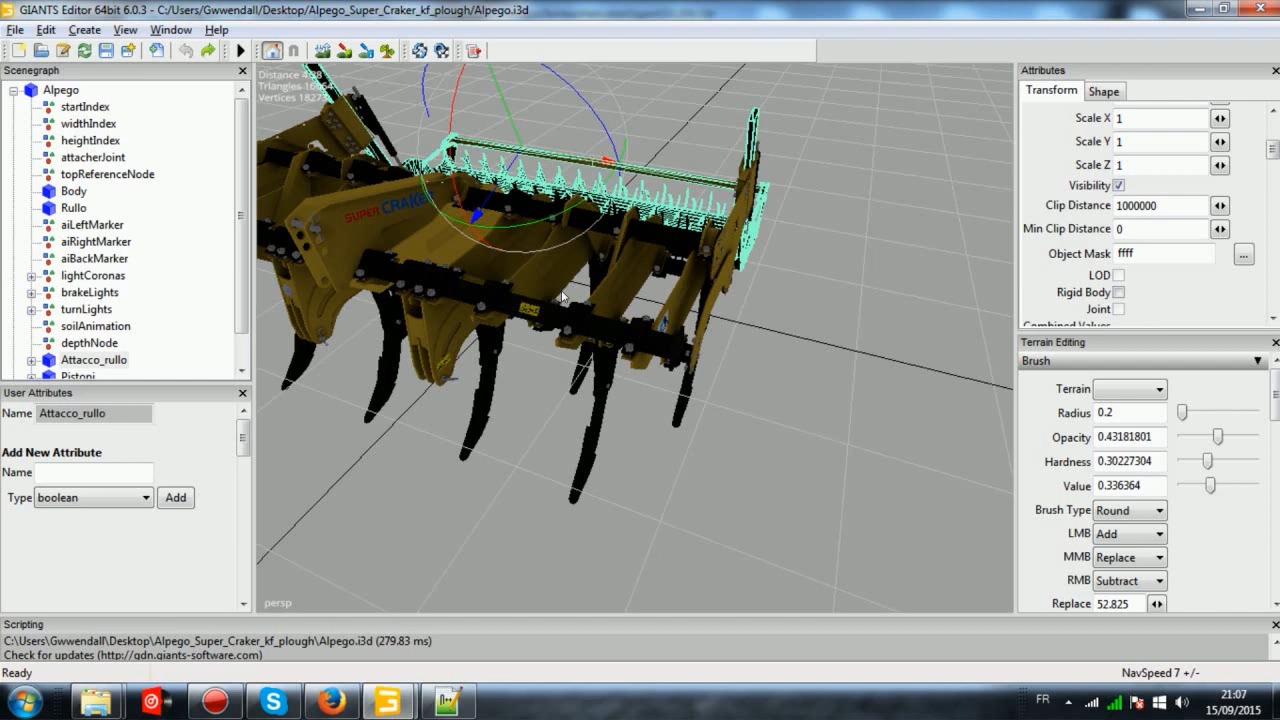 GIANTS Editor 64bit 6.0.3 - C:/Users/Gwwendall/Desktop/Alpego_Super_Craker_kf_plough/Alpego.i3d
File Edit Create View Window Help
Scenegraph
Alpego
startIndex
widthIndex
heightIndex
attacherJoint
topReferenceNode
Body
Rullo
aiLeftMarker
aiRightMarker
aiBackMarker
lightCoronas
brakeLights
turnLights
soilAnimation
depthNode
Attacco_rullo
Pistoni
User Attributes
Name Attacco_rullo
Add New Attribute
Name
Type boolean Add
Triangles
Vertices
SUPER CRAKER
persp
Attributes
Transform Shape
Scale X 1
Scale Y 1
Scale Z 1
Visibility
Clip Distance 1000000
Min Clip Distance 0
Object Mask ffff ...
LOD
Rigid Body
Joint
Combined Values
Terrain Editing
Brush
Terrain
Radius 0.2
Opacity 0.43181801
Hardness 0.30227304
Value 0.336364
Brush Type Round
LMB Add
MMB Replace
RMB Subtract
Replace 52.825
Scripting
C:\Users\Gwwendall\Desktop\Alpego_Super_Craker_kf_plough\Alpego.i3d (279.83 ms)
Check for updates (http://gdn.giants-software.com)
Ready
NavSpeed 7 +/-
FR
21:07
15/09/2015